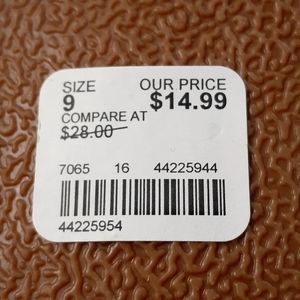 SIZE OUR PRICE
9 $14.99
COMPARE AT
$28.00
7065 16 44225944
44225954